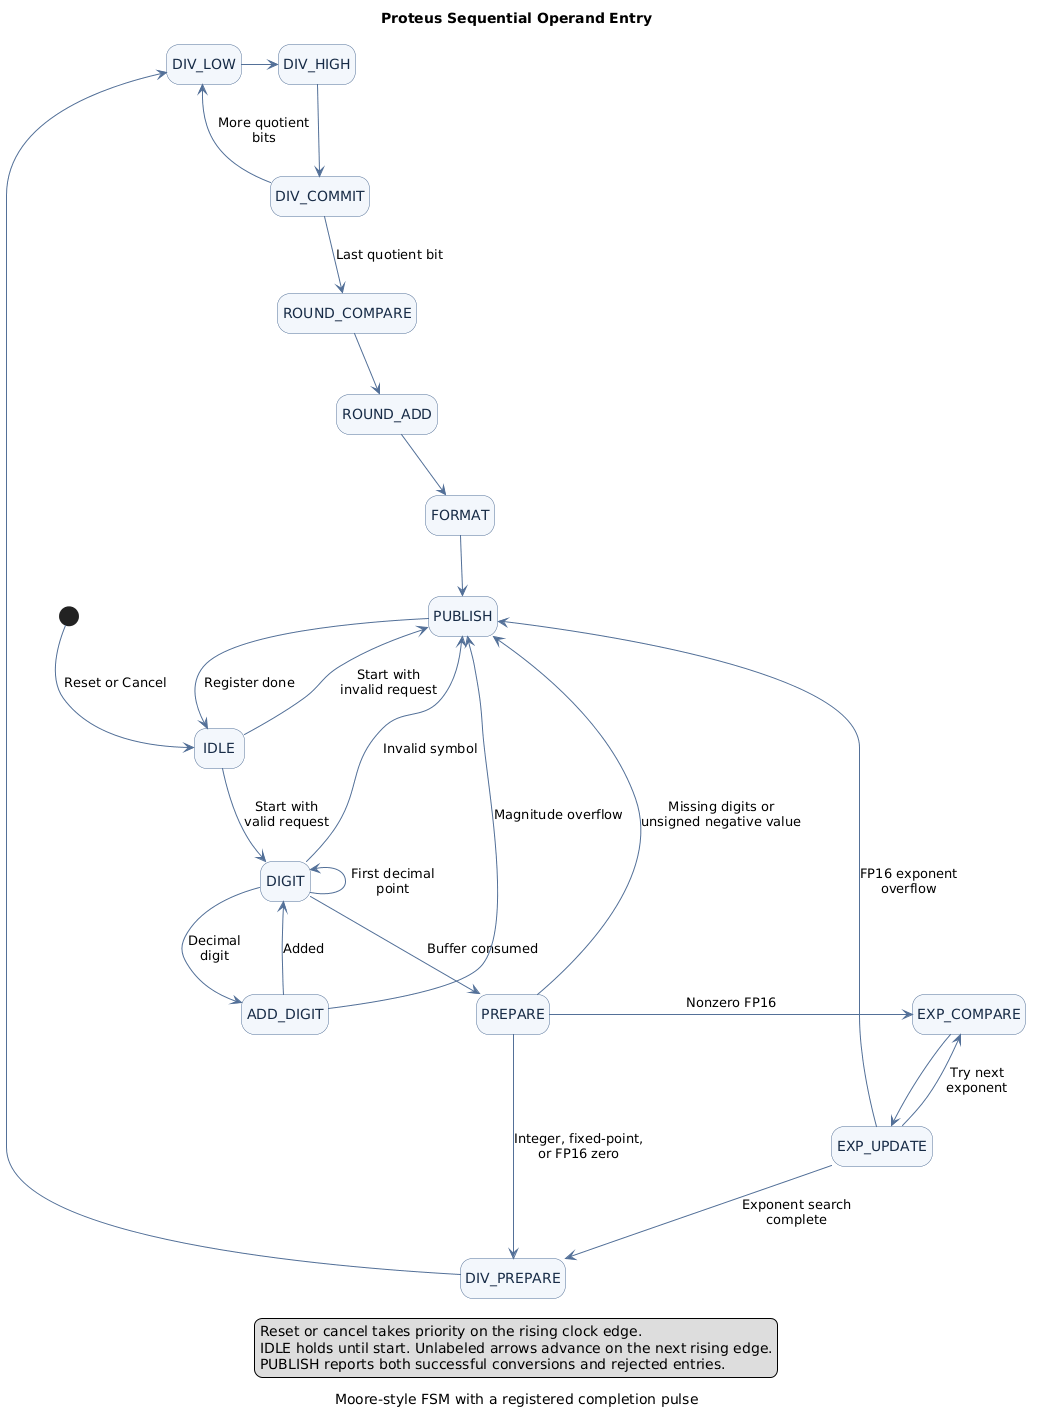 Proteus Sequential Operand Entry
DIV_LOW
DIV_HIGH
More quotient
bits
DIV_COMMIT
Last quotient bit
ROUND_COMPARE
ROUND_ADD
FORMAT
PUBLISH
Reset or Cancel
Register done
Start with
invalid request
IDLE
Invalid symbol
Start with
valid request
Magnitude overflow
Missing digits or
unsigned negative value
DIGIT
First decimal
point
FP16 exponent
overflow
Decimal
digit
Added
Buffer consumed
ADD_DIGIT
PREPARE
Nonzero FP16
EXP_COMPARE
Try next
exponent
Integer, fixed-point,
or FP16 zero
EXP_UPDATE
Exponent search
complete
DIV_PREPARE
Reset or cancel takes priority on the rising clock edge.
IDLE holds until start. Unlabeled arrows advance on the next rising edge.
PUBLISH reports both successful conversions and rejected entries.
Moore-style FSM with a registered completion pulse